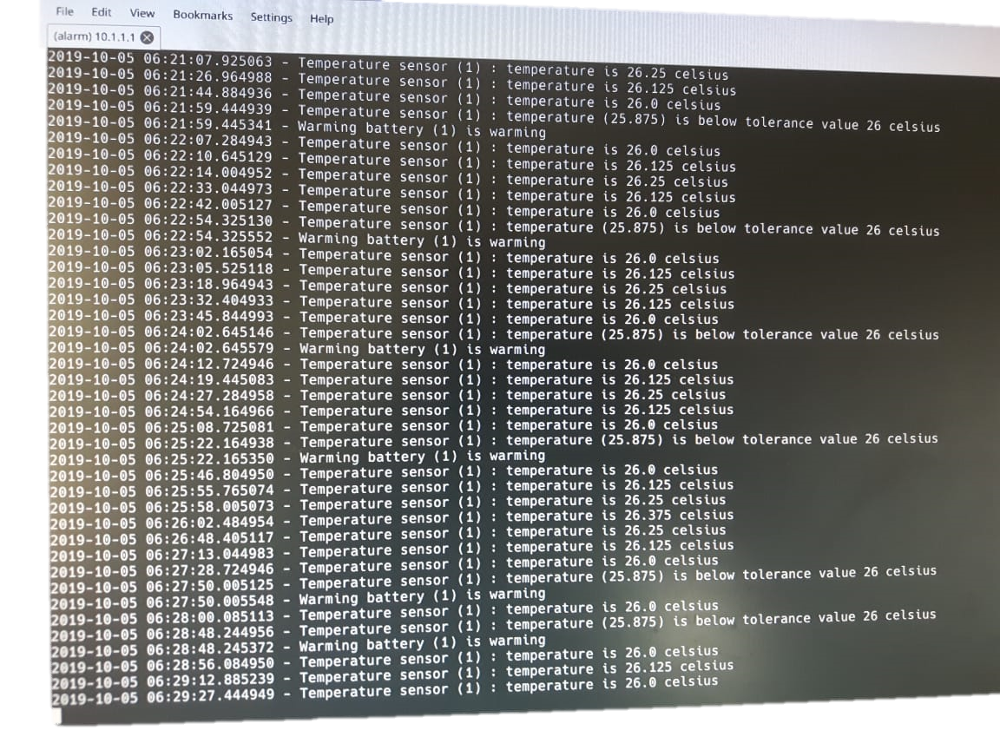 File Edit View Bookmarks Settings Help
(alarm) 10.1.1.1
2019-10-05 06:21:07.925063 - Temperature sensor (1) : temperature is 26.25 celsius
2019-10-05 06:21:26.964988 - Temperature sensor (1) : temperature is 26.125 celsius
2019-10-05 06:21:44.884936 - Temperature sensor (1) : temperature is 26.0 celsius
2019-10-05 06:21:59.444939 - Temperature sensor (1) : temperature (25.875) is below tolerance value 26 celsius
2019-10-05 06:21:59.445341 - Warming battery (1) is warming
2019-10-05 06:22:07.284943 - Temperature sensor (1) : temperature is 26.0 celsius
2019-10-05 06:22:10.645129 - Temperature sensor (1) : temperature is 26.125 celsius
2019-10-05 06:22:14.004952 - Temperature sensor (1) : temperature is 26.25 celsius
2019-10-05 06:22:33.044973 - Temperature sensor (1) : temperature is 26.125 celsius
2019-10-05 06:22:42.005127 - Temperature sensor (1) : temperature is 26.0 celsius
2019-10-05 06:22:54.325130 - Temperature sensor (1) : temperature (25.875) is below tolerance value 26 celsius
2019-10-05 06:22:54.325552 - Warming battery (1) is warming
2019-10-05 06:23:02.165054 - Temperature sensor (1) : temperature is 26.0 celsius
2019-10-05 06:23:05.525118 - Temperature sensor (1) : temperature is 26.125 celsius
2019-10-05 06:23:18.964943 - Temperature sensor (1) : temperature is 26.25 celsius
2019-10-05 06:23:32.404933 - Temperature sensor (1) : temperature is 26.125 celsius
2019-10-05 06:23:45.844993 - Temperature sensor (1) : temperature is 26.0 celsius
2019-10-05 06:24:02.645146 - Temperature sensor (1) : temperature (25.875) is below tolerance value 26 celsius
2019-10-05 06:24:02.645579 - Warming battery (1) is warming
2019-10-05 06:24:12.724946 - Temperature sensor (1) : temperature is 26.0 celsius
2019-10-05 06:24:19.445083 - Temperature sensor (1) : temperature is 26.125 celsius
2019-10-05 06:24:27.284958 - Temperature sensor (1) : temperature is 26.25 celsius
2019-10-05 06:24:54.164966 - Temperature sensor (1) : temperature is 26.125 celsius
2019-10-05 06:25:08.725081 - Temperature sensor (1) : temperature is 26.0 celsius
2019-10-05 06:25:22.164938 - Temperature sensor (1) : temperature (25.875) is below tolerance value 26 celsius
2019-10-05 06:25:22.165350 - Warming battery (1) is warming
2019-10-05 06:25:46.804950 - Temperature sensor (1) : temperature is 26.0 celsius
2019-10-05 06:25:55.765074 - Temperature sensor (1) : temperature is 26.125 celsius
2019-10-05 06:25:58.005073 - Temperature sensor (1) : temperature is 26.25 celsius
2019-10-05 06:26:02.484954 - Temperature sensor (1) : temperature is 26.375 celsius
2019-10-05 06:26:48.405117 - Temperature sensor (1) : temperature is 26.25 celsius
2019-10-05 06:27:13.044983 - Temperature sensor (1) : temperature is 26.125 celsius
2019-10-05 06:27:28.724946 - Temperature sensor (1) : temperature is 26.0 celsius
2019-10-05 06:27:50.005125 - Temperature sensor (1) : temperature (25.875) is below tolerance value 26 celsius
2019-10-05 06:27:50.005548 - Warming battery (1) is warming
2019-10-05 06:28:00.085113 - Temperature sensor (1) : temperature is 26.0 celsius
2019-10-05 06:28:48.244956 - Temperature sensor (1) : temperature (25.875) is below tolerance value 26 celsius
2019-10-05 06:28:48.245372 - Warming battery (1) is warming
2019-10-05 06:28:56.084950 - Temperature sensor (1) : temperature is 26.0 celsius
2019-10-05 06:29:12.885239 - Temperature sensor (1) : temperature is 26.125 celsius
2019-10-05 06:29:27.444949 - Temperature sensor (1) : temperature is 26.0 celsius